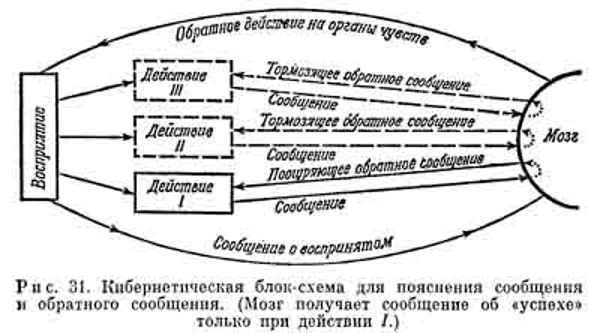 Обратное действие на органы чувств
Восприятие
Действие
III
Тормозящее обратное сообщение
Сообщение
Действие
II
Тормозящее обратное сообщение
Сообщение
Мозг
Действие
I
Поощряющее обратное сообщение
Сообщение
Сообщение о воспринятом
Рис. 31. Кибернетическая блок-схема для пояснения сообщения
и обратного сообщения. (Мозг получает сообщение об «успехе»
только при действии I.)